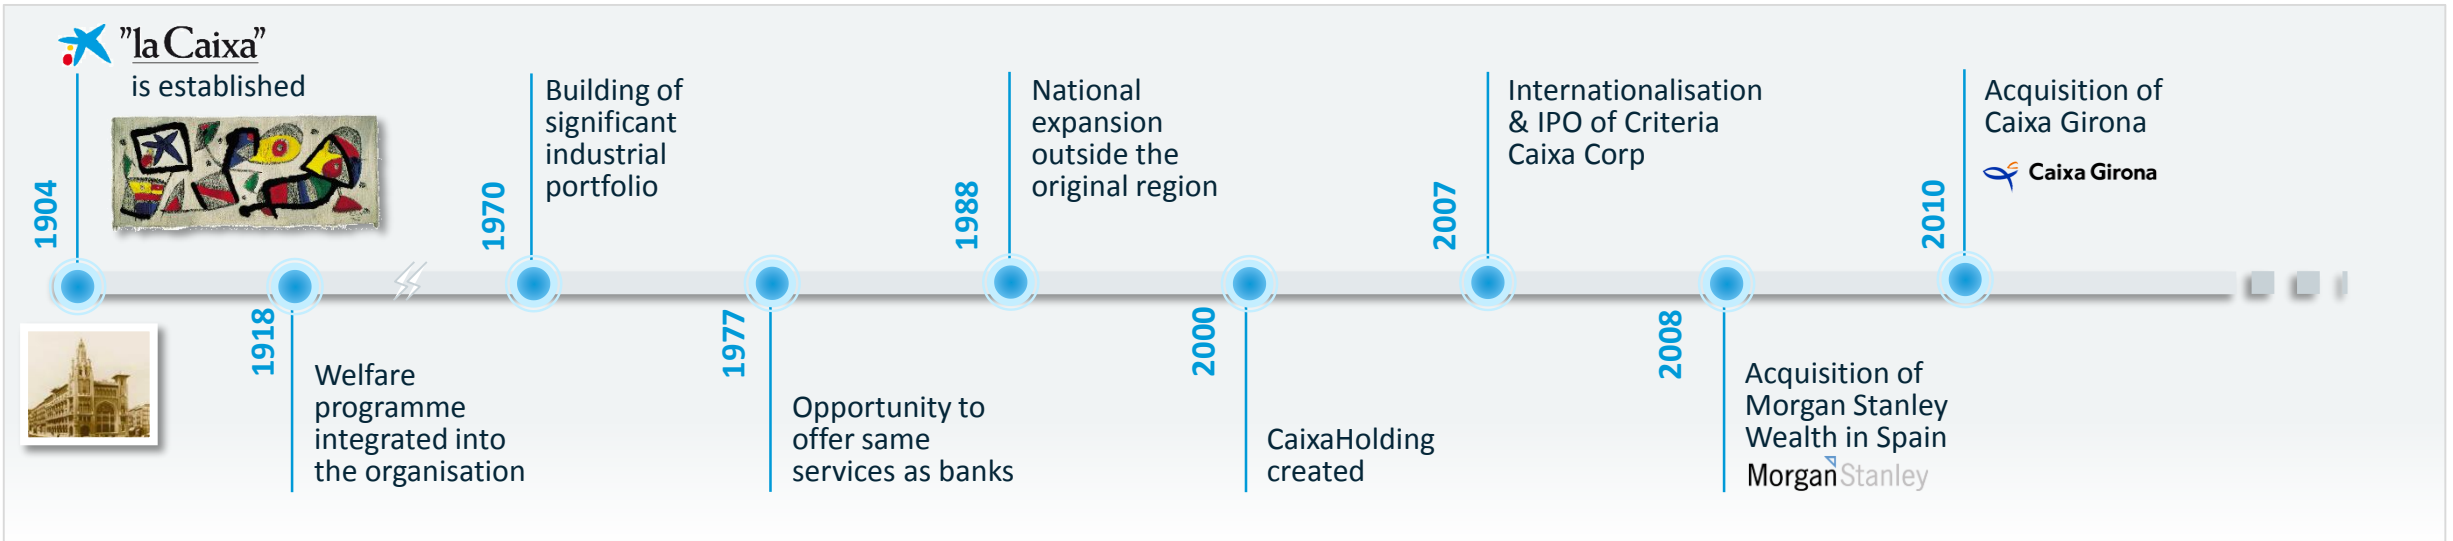 "la Caixa"
is established
1904
1918
Welfare
programme
integrated into
the organisation
1970
Building of
significant
industrial
portfolio
1977
Opportunity to
offer same
services as banks
1988
National
expansion
outside the
original region
2000
CaixaHolding
created
2007
Internationalisation
& IPO of Criteria
Caixa Corp
2008
Acquisition of
Morgan Stanley
Wealth in Spain
Morgan Stanley
2010
Acquisition of
Caixa Girona
Caixa Girona